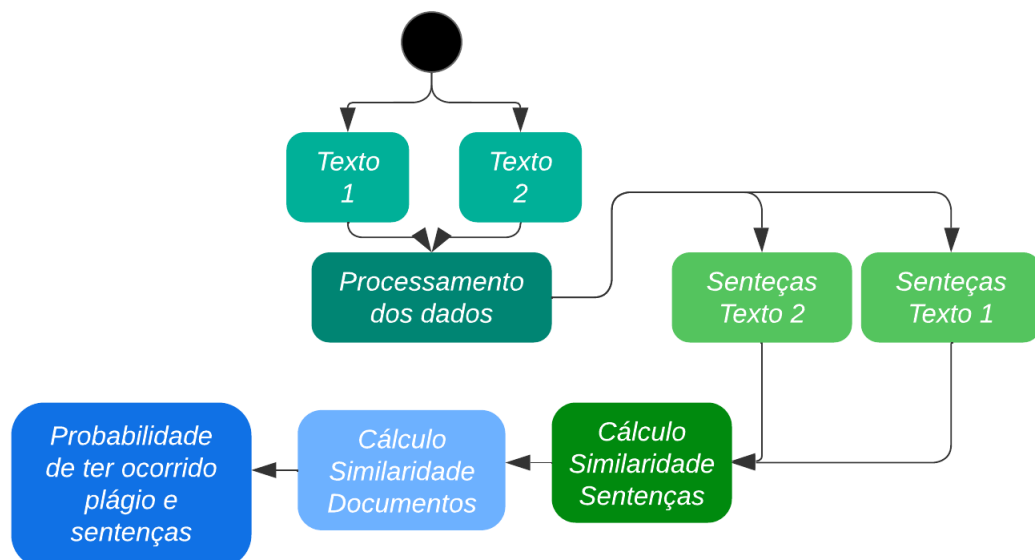 Texto
1
Texto
2
Processamento
dos dados
Senteças
Texto 2
Senteças
Texto 1
Probabilidade
de ter ocorrido
plágio e
sentenças
Cálculo
Similaridade
Documentos
Cálculo
Similaridade
Sentenças